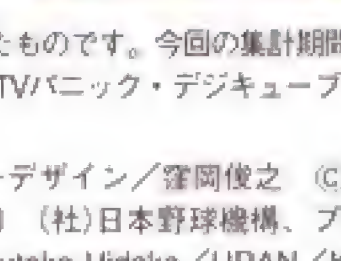 たものです。今回の集計期間
TVパニック・デジキューブ
デザイン/窪岡俊之 (C
(社)日本野球機構、プ